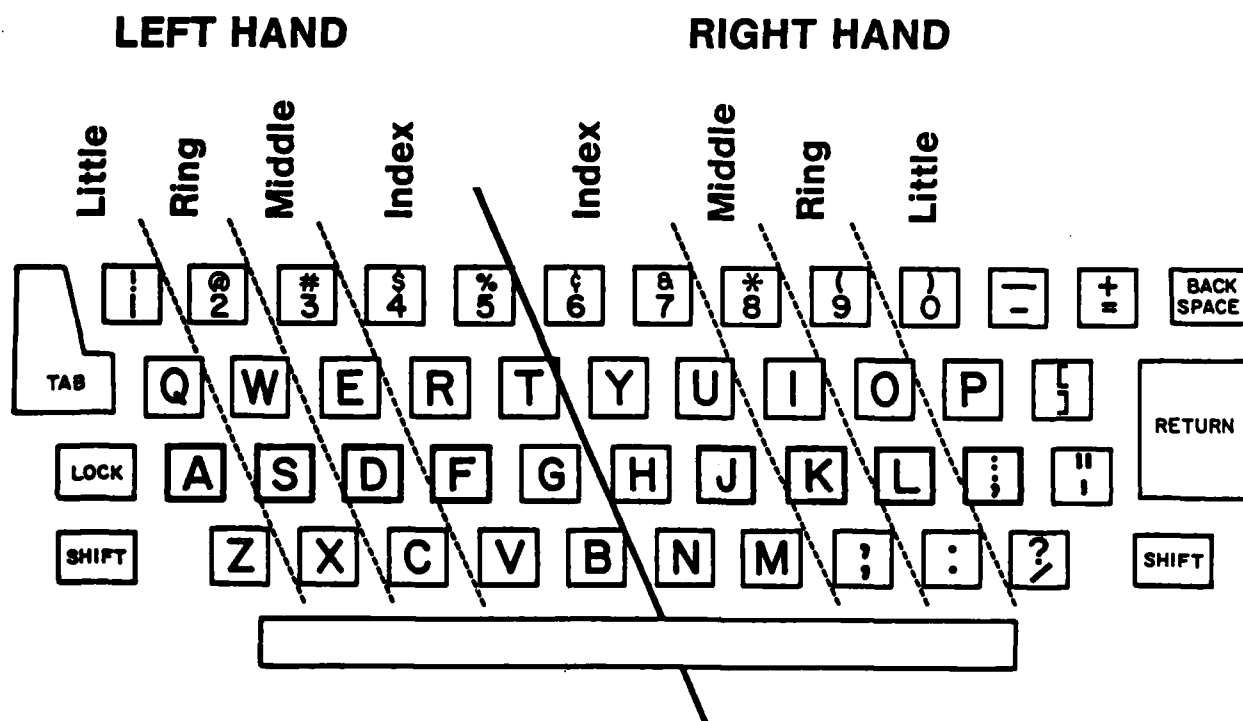 LEFT HAND RIGHT HAND
Little Ring Middle Index Index Middle Ring Little
! @ # $ % ¢ & * ( ) — +
1 2 3 4 5 6 7 8 9 0 - = BACK SPACE
TAB Q W E R T Y U I O P [ ]
RETURN
LOCK A S D F G H J K L : ; " '
SHIFT Z X C V B N M , ; : . ? / SHIFT